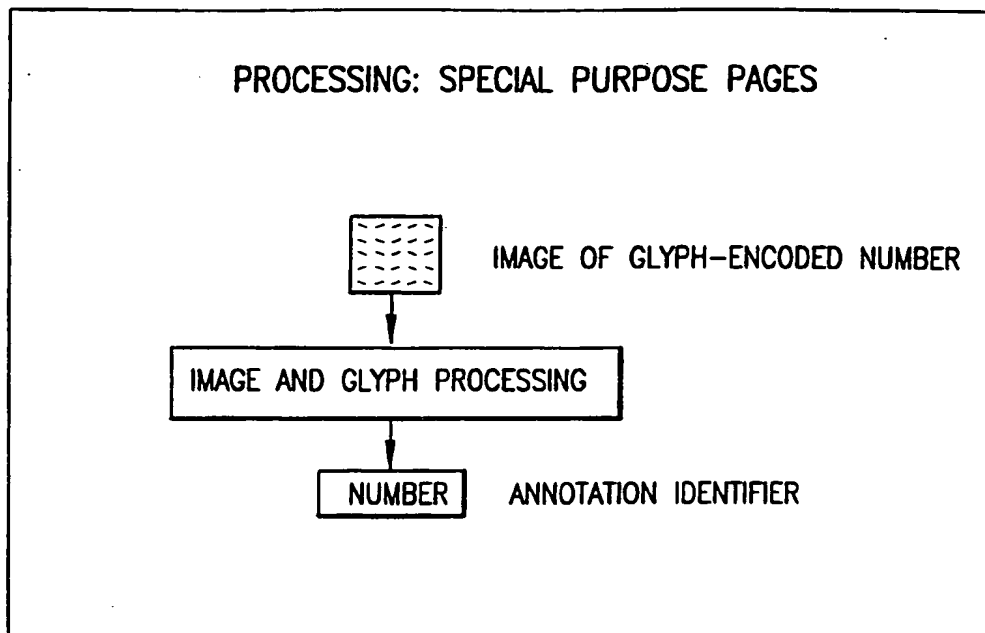 PROCESSING: SPECIAL PURPOSE PAGES
IMAGE OF GLYPH-ENCODED NUMBER
IMAGE AND GLYPH PROCESSING
NUMBER
ANNOTATION IDENTIFIER